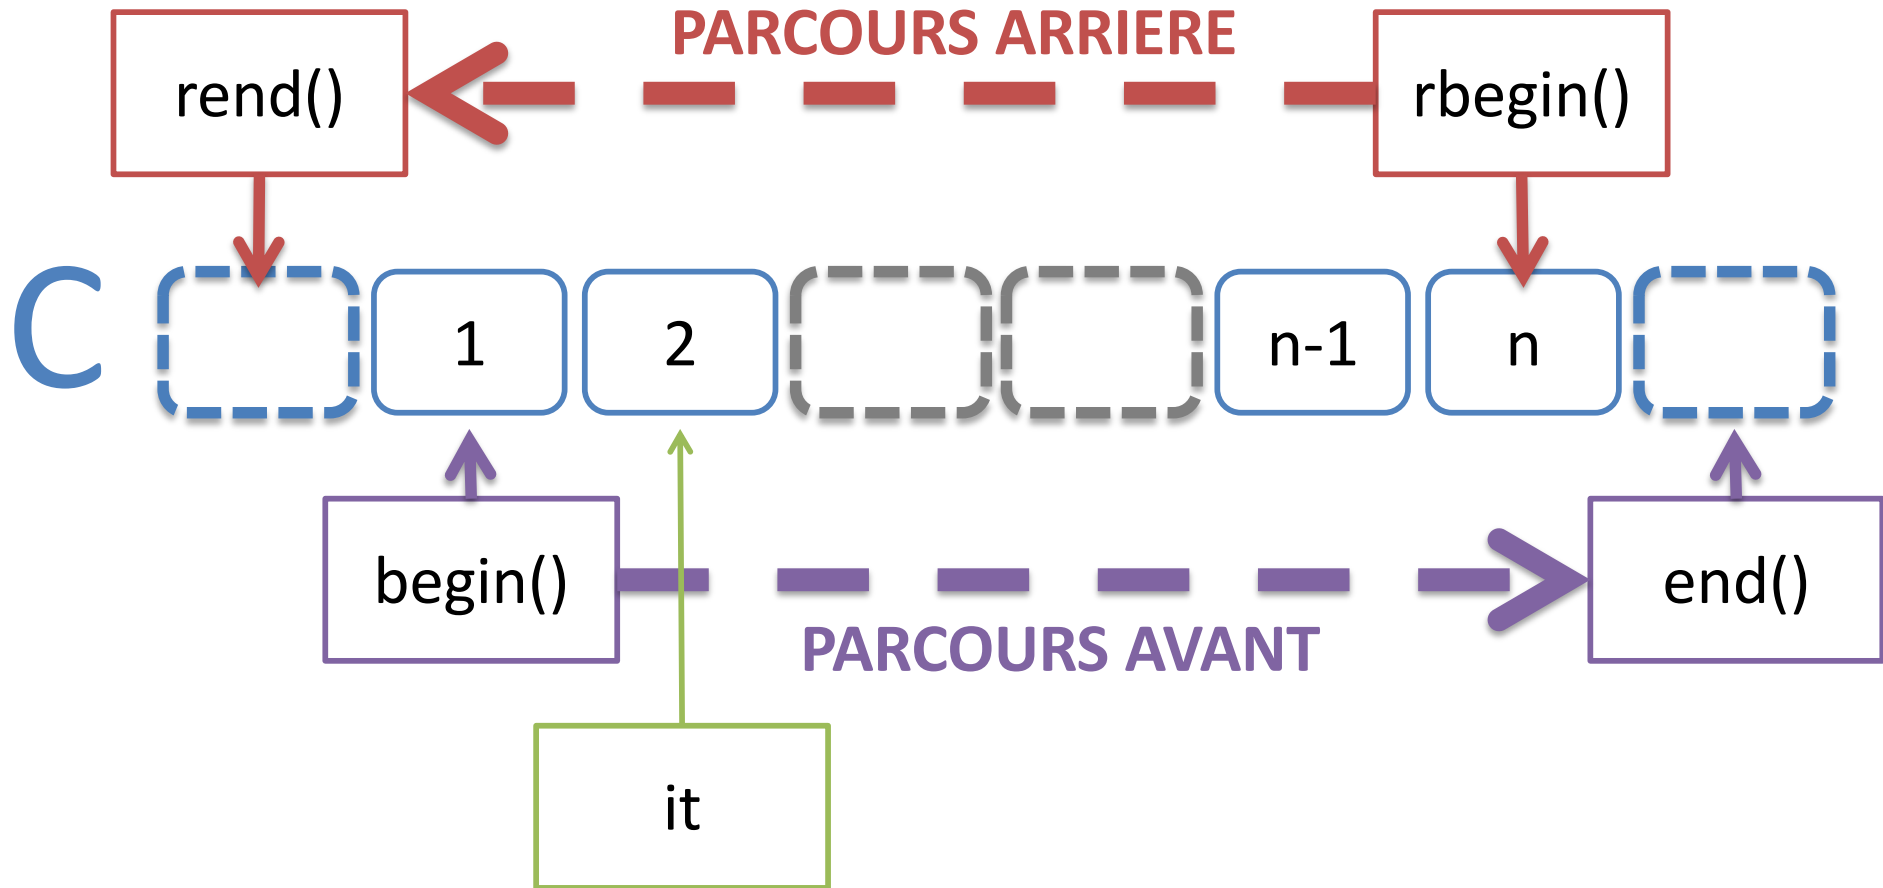 PARCOURS ARRIERE
rend()
rbegin()
C
1
2
n-1
n
begin()
end()
PARCOURS AVANT
it